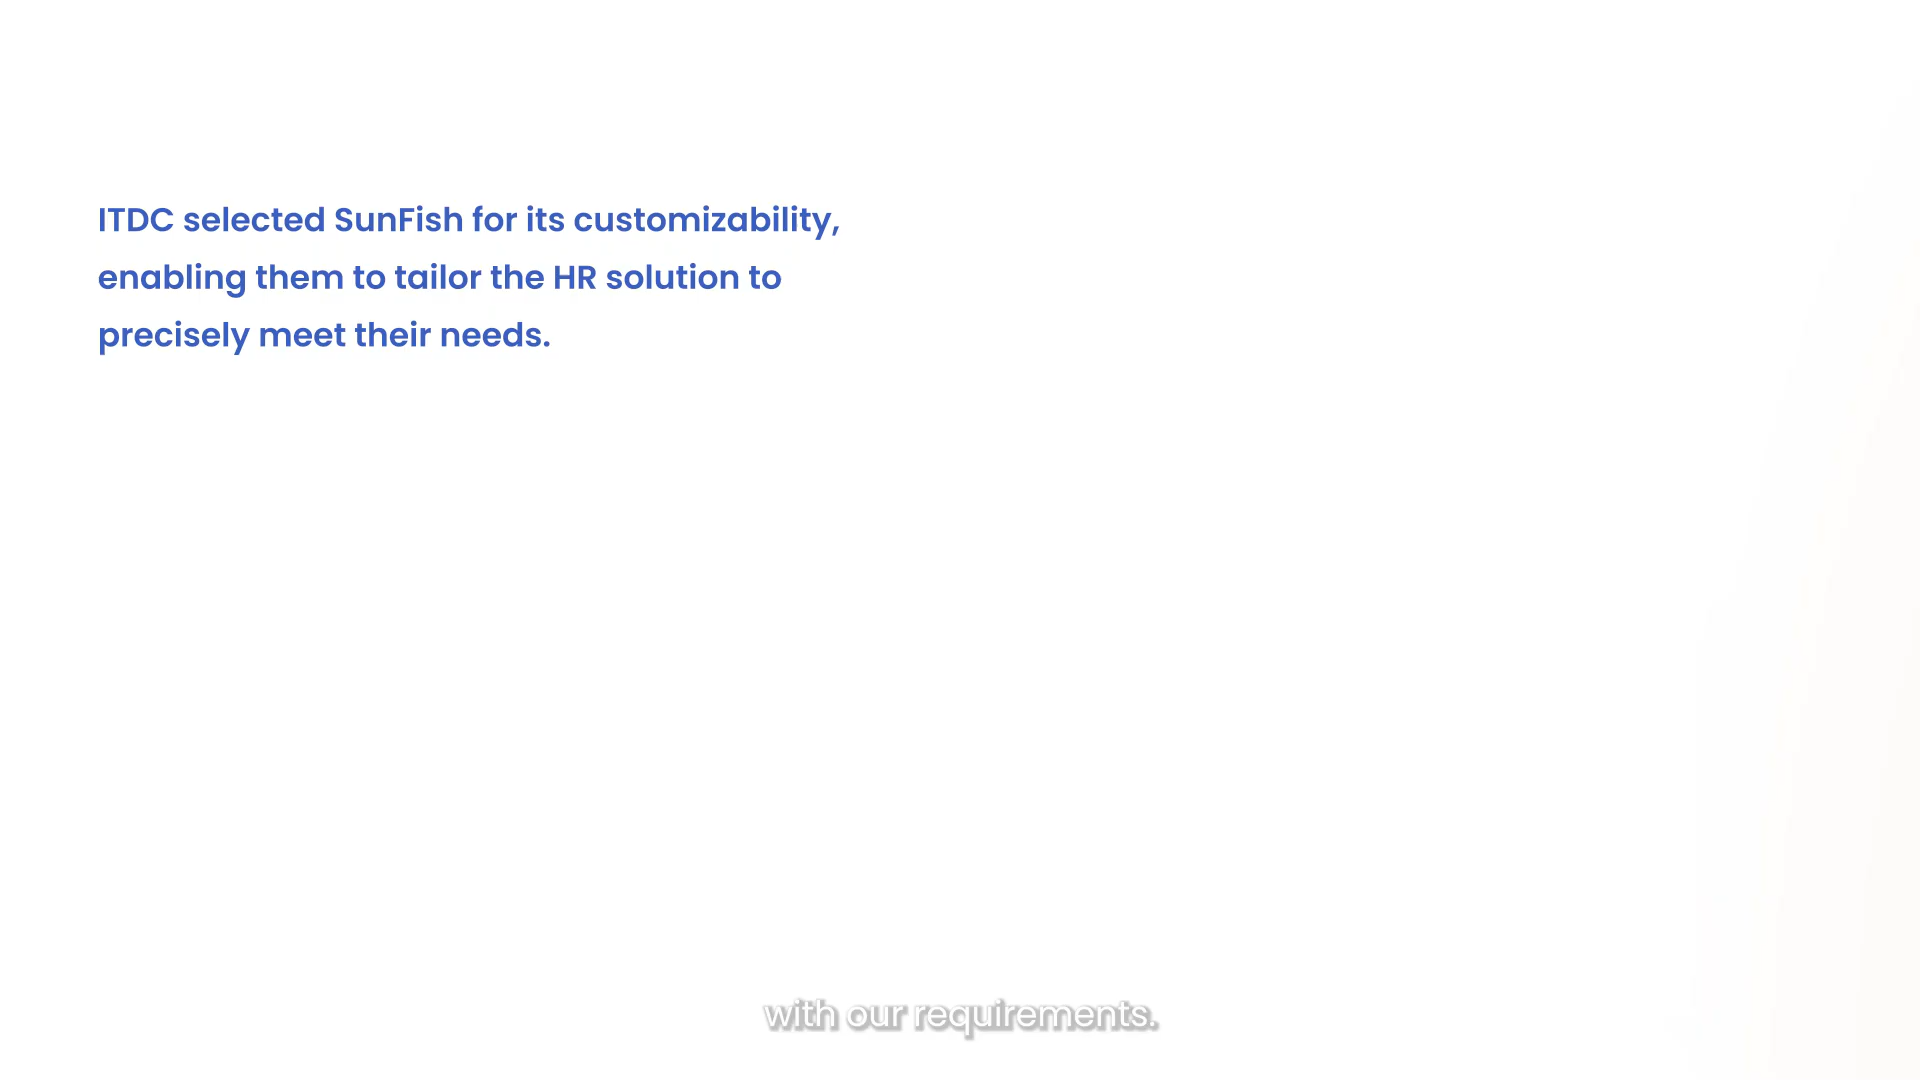 ITDC selected SunFish for its customizability,
enabling them to tailor the HR solution to
precisely meet their needs.
with our requirements.